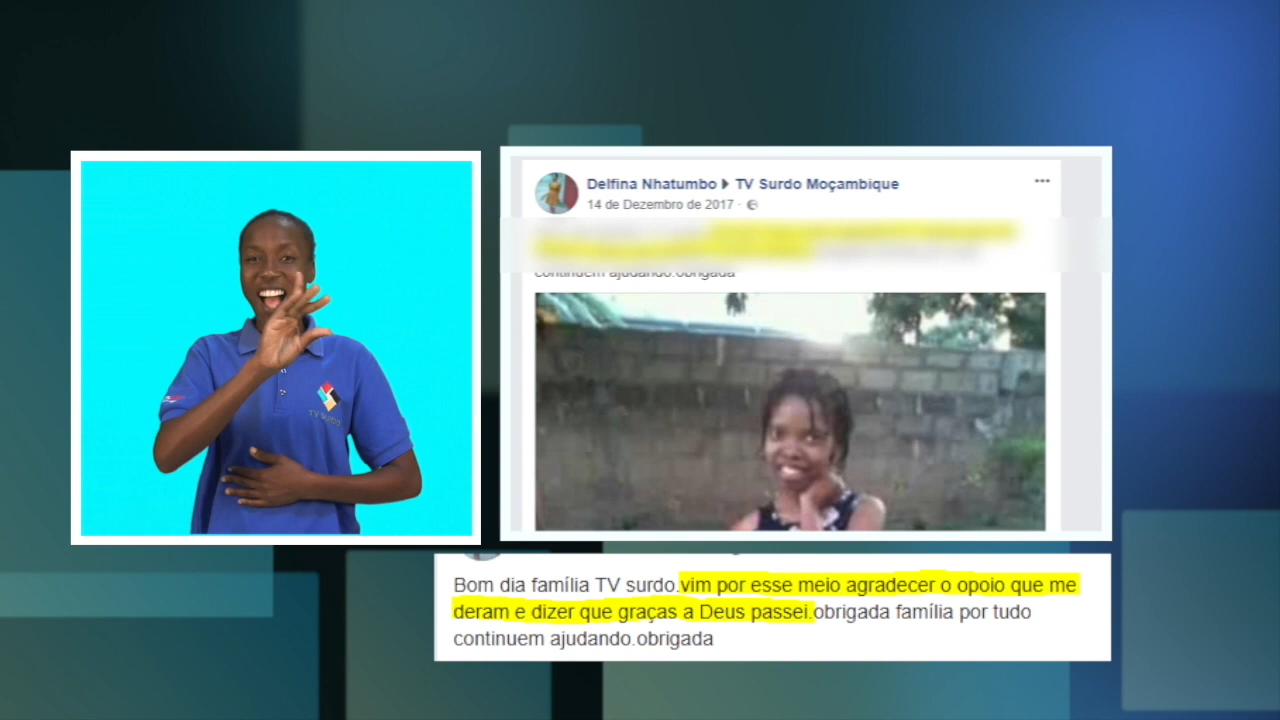 Delfina Nhatumbo TV Surdo Moçambique
14 de Dezembro de 2017
continuem ajudando.obrigada
TV SURDO
Bom dia família TV surdo.vim por esse meio agradecer o opoio que me
deram e dizer que graças a Deus passei.obrigada família por tudo
continuem ajudando.obrigada